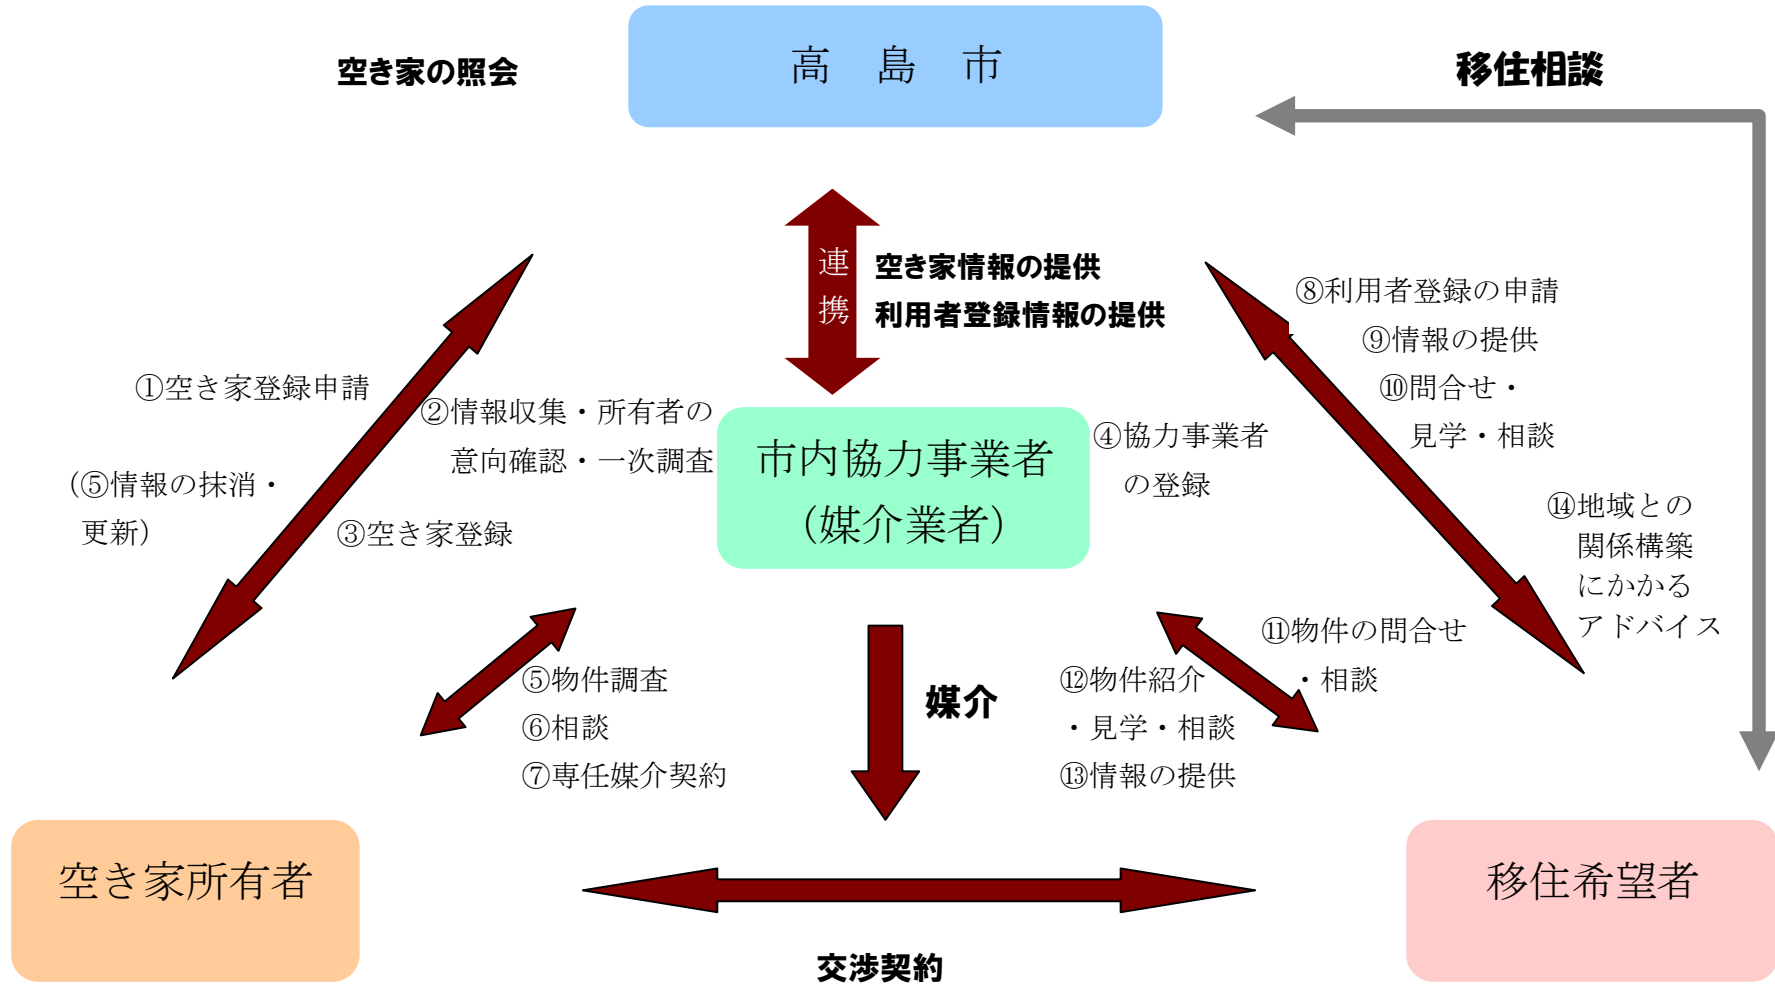 高　島　市
空き家の照会
移住相談
連
携
空き家情報の提供
利用者登録情報の提供
①空き家登録申請
②情報収集・所有者の
意向確認・一次調査
(⑤情報の抹消・
更新)
③空き家登録
市内協力事業者
（媒介業者）
④協力事業者
の登録
⑧利用者登録の申請
⑨情報の提供
⑩問合せ・
見学・相談
⑭地域との
関係構築
にかかる
アドバイス
⑤物件調査
⑥相談
⑦専任媒介契約
媒介
⑪物件の問合せ
・相談
⑫物件紹介
・見学・相談
⑬情報の提供
空き家所有者
移住希望者
交渉契約